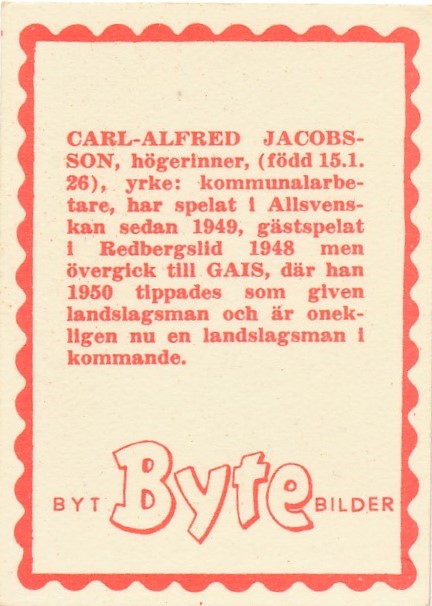 CARL-ALFRED JACOBS-
SON, högerinner, (född 15.1.
26), yrke: kommunalarbe-
tare, har spelat i Allsvens-
kan sedan 1949, gästspelat
i Redbergslid 1948 men
övergick till GAIS, där han
1950 tippades som given
landslagsman och är onek-
ligen nu en landslagsman i
kommande.
BYT Byte BILDER